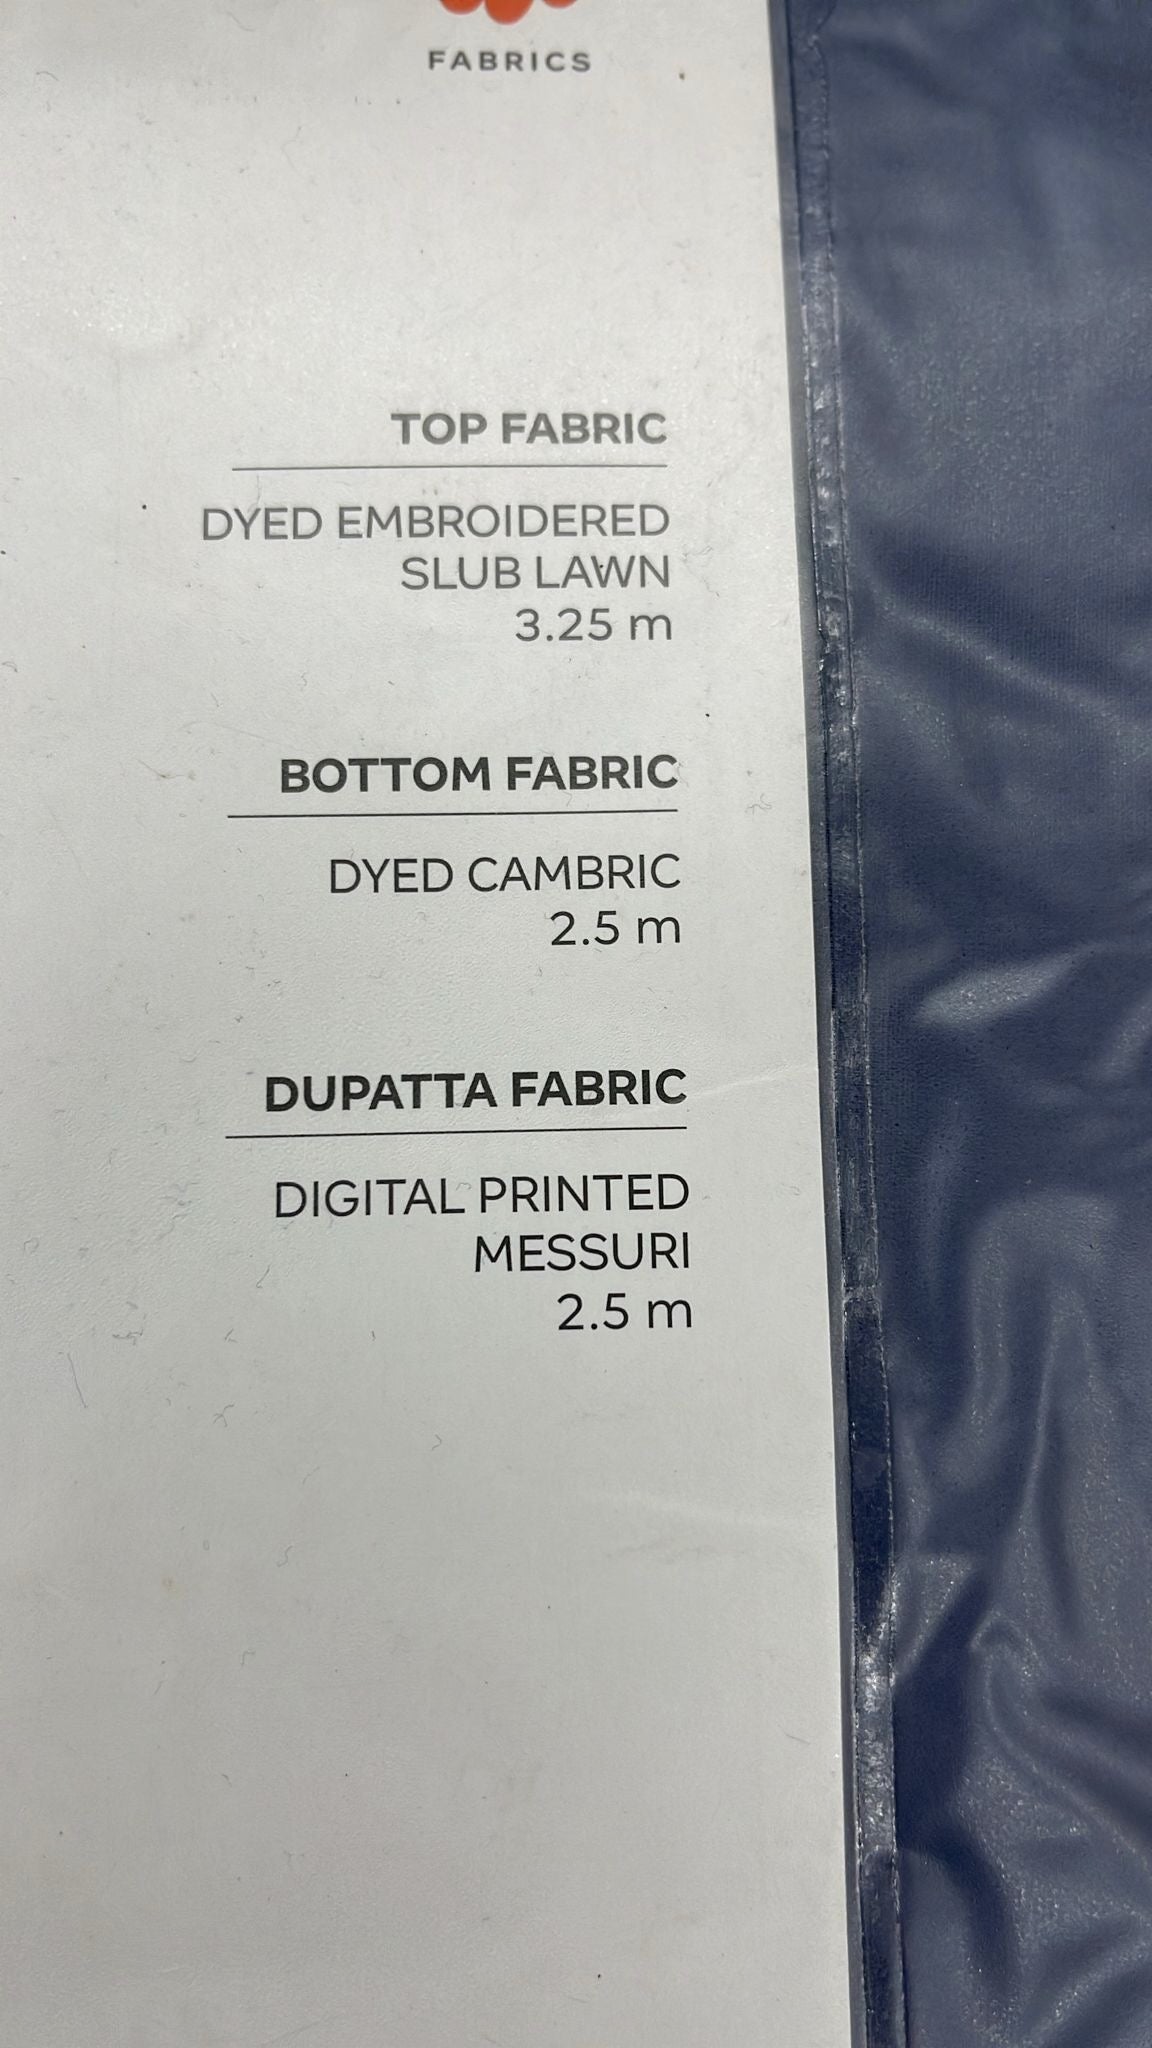 FABRICS
TOP FABRIC
DYED EMBROIDERED
SLUB LAWN
3.25 m
BOTTOM FABRIC
DYED CAMBRIC
2.5 m
DUPATTA FABRIC
DIGITAL PRINTED
MESSURI
2.5 m